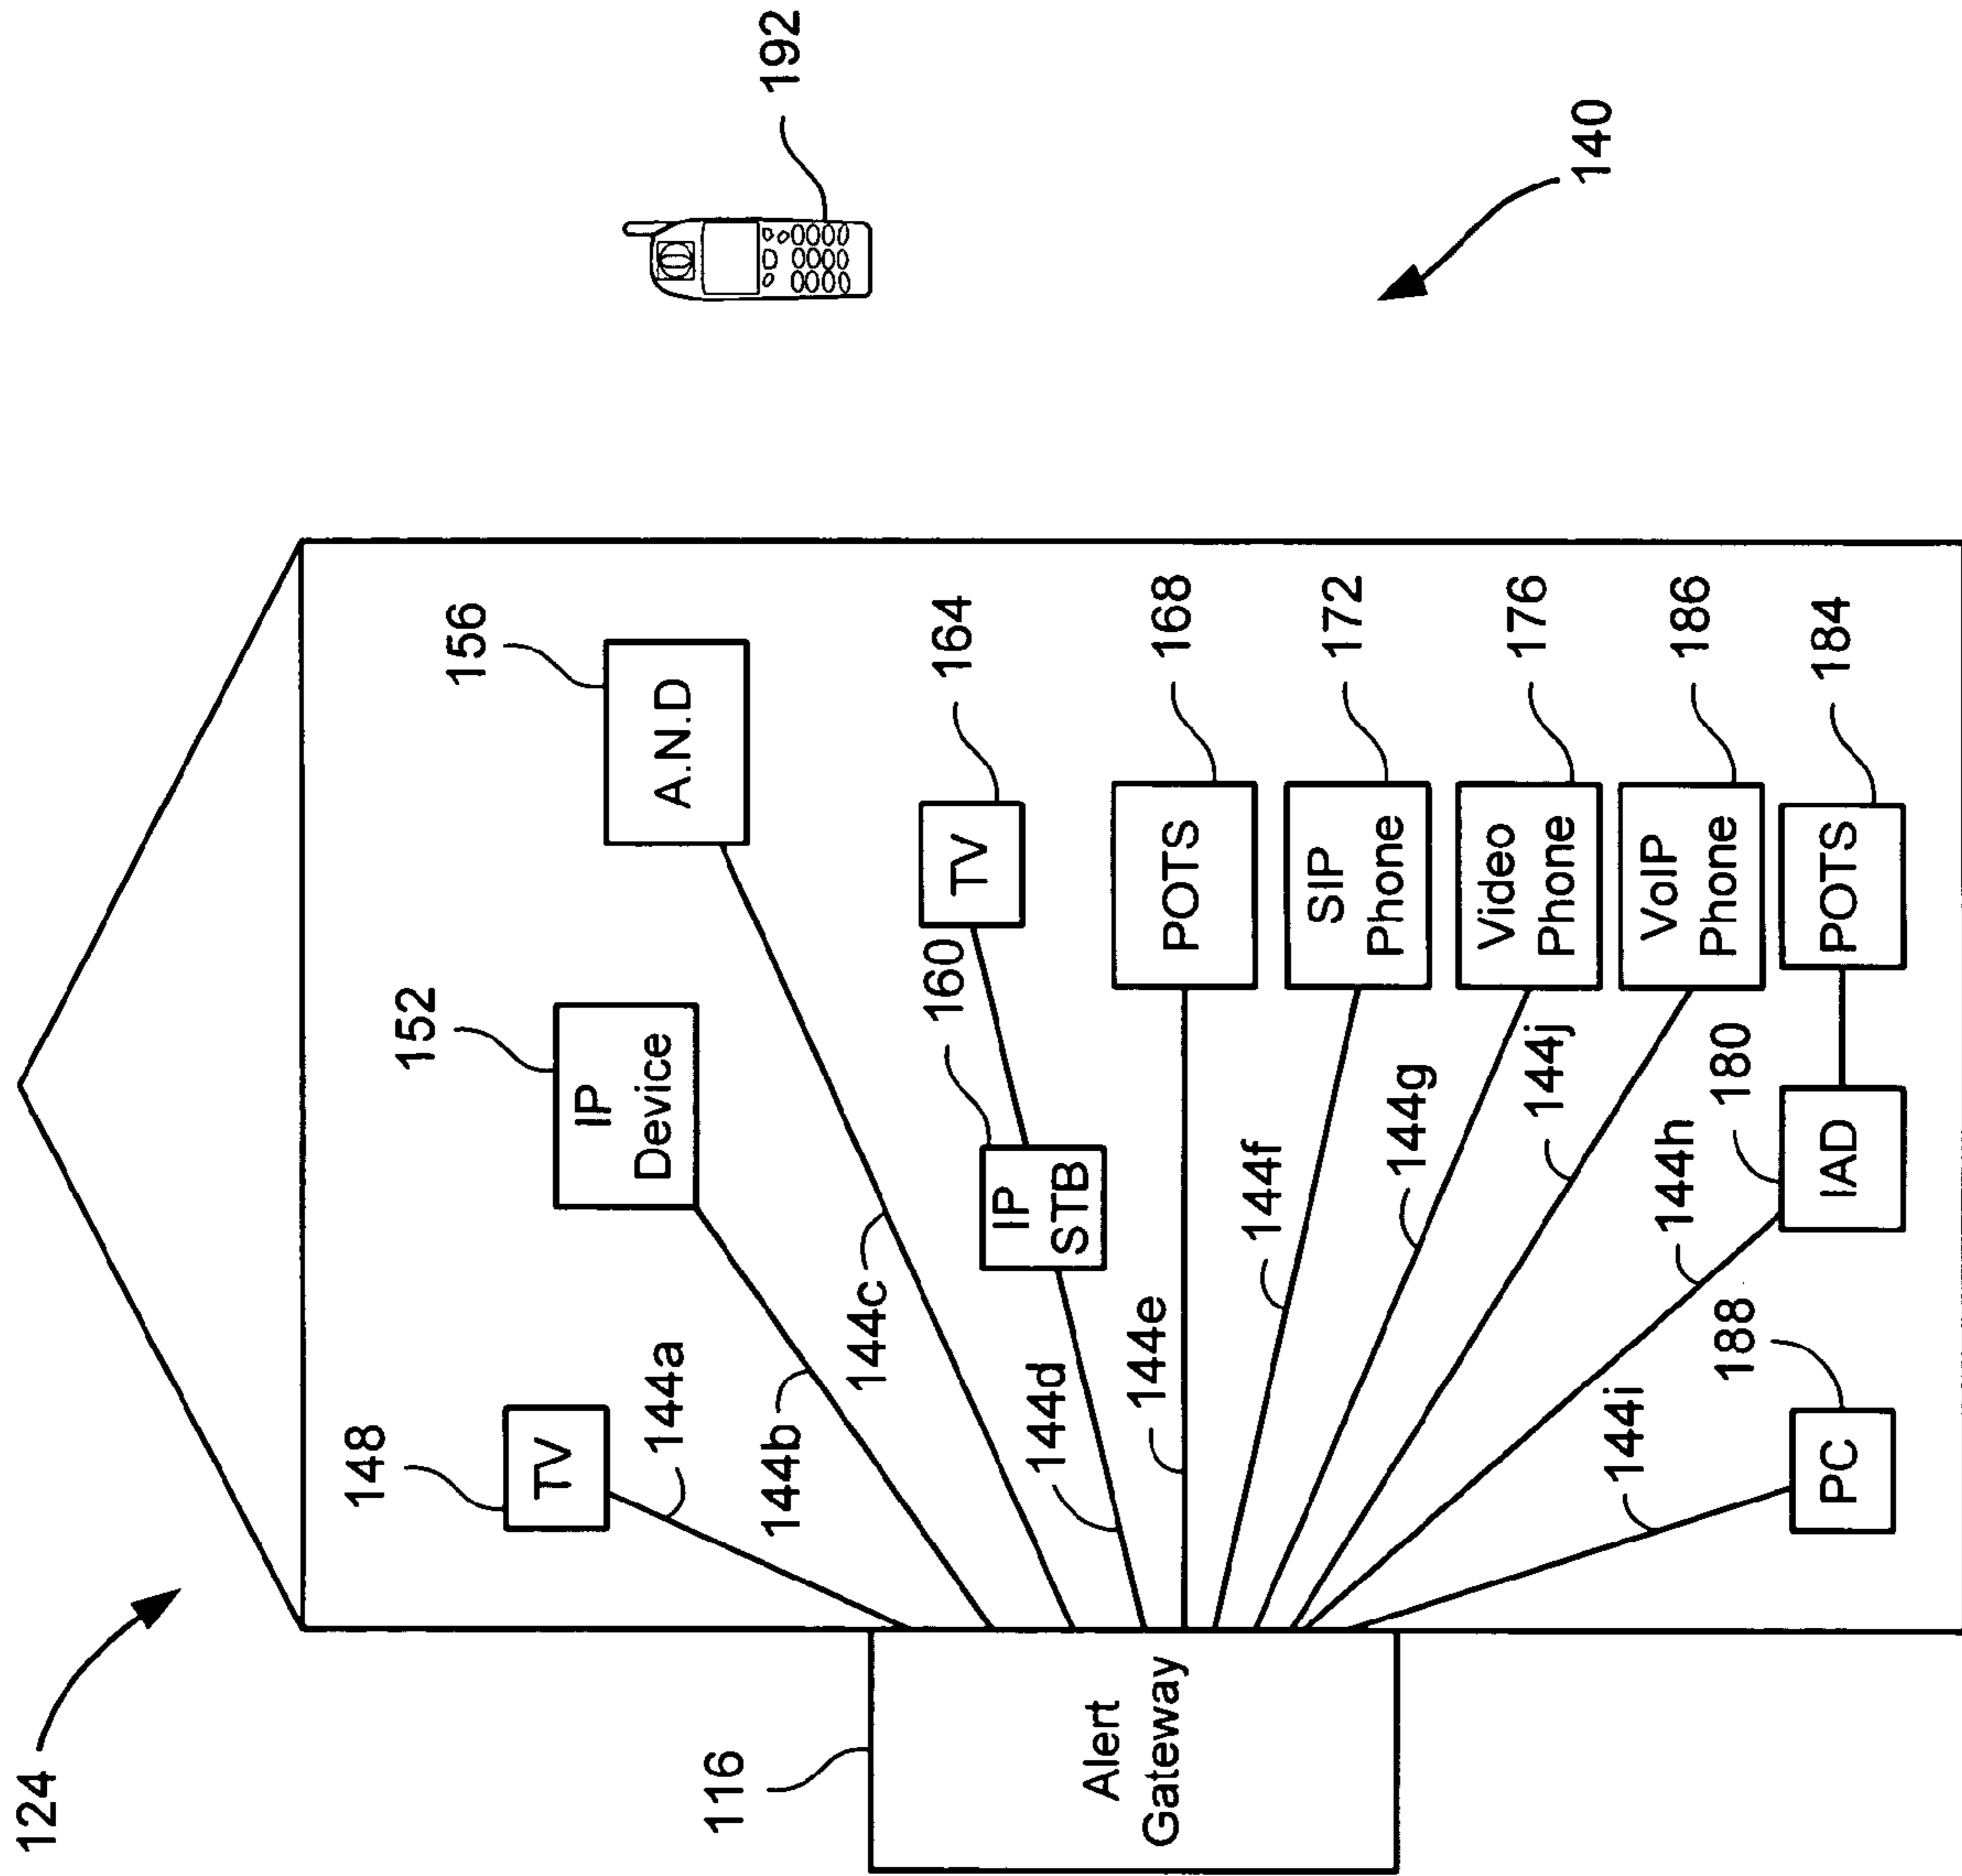 124
116
Alert
Gateway
148
TV
144a
152
IP
Device
144b
156
A.N.D
144c
160
IP
STB
144d
164
TV
144e
168
POTS
144f
172
SIP
Phone
144g
176
Video
Phone
144j
186
VoIP
Phone
144h
180
IAD
184
POTS
144i
188
PC
192
140